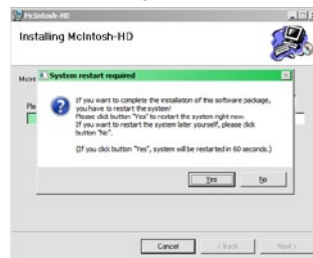 McIntosh-HD
Installing McIntosh-HD
McInt
System restart required
Ple
If you want to complete the installation of this software package,
you have to restart the system!
Please click button "Yes" to restart the system right now.
If you want to restart the system later yourself, please click
button "No".
(If you click button "Yes", system will be restarted in 60 seconds.)
Yes
No
Cancel
< Back
Next >